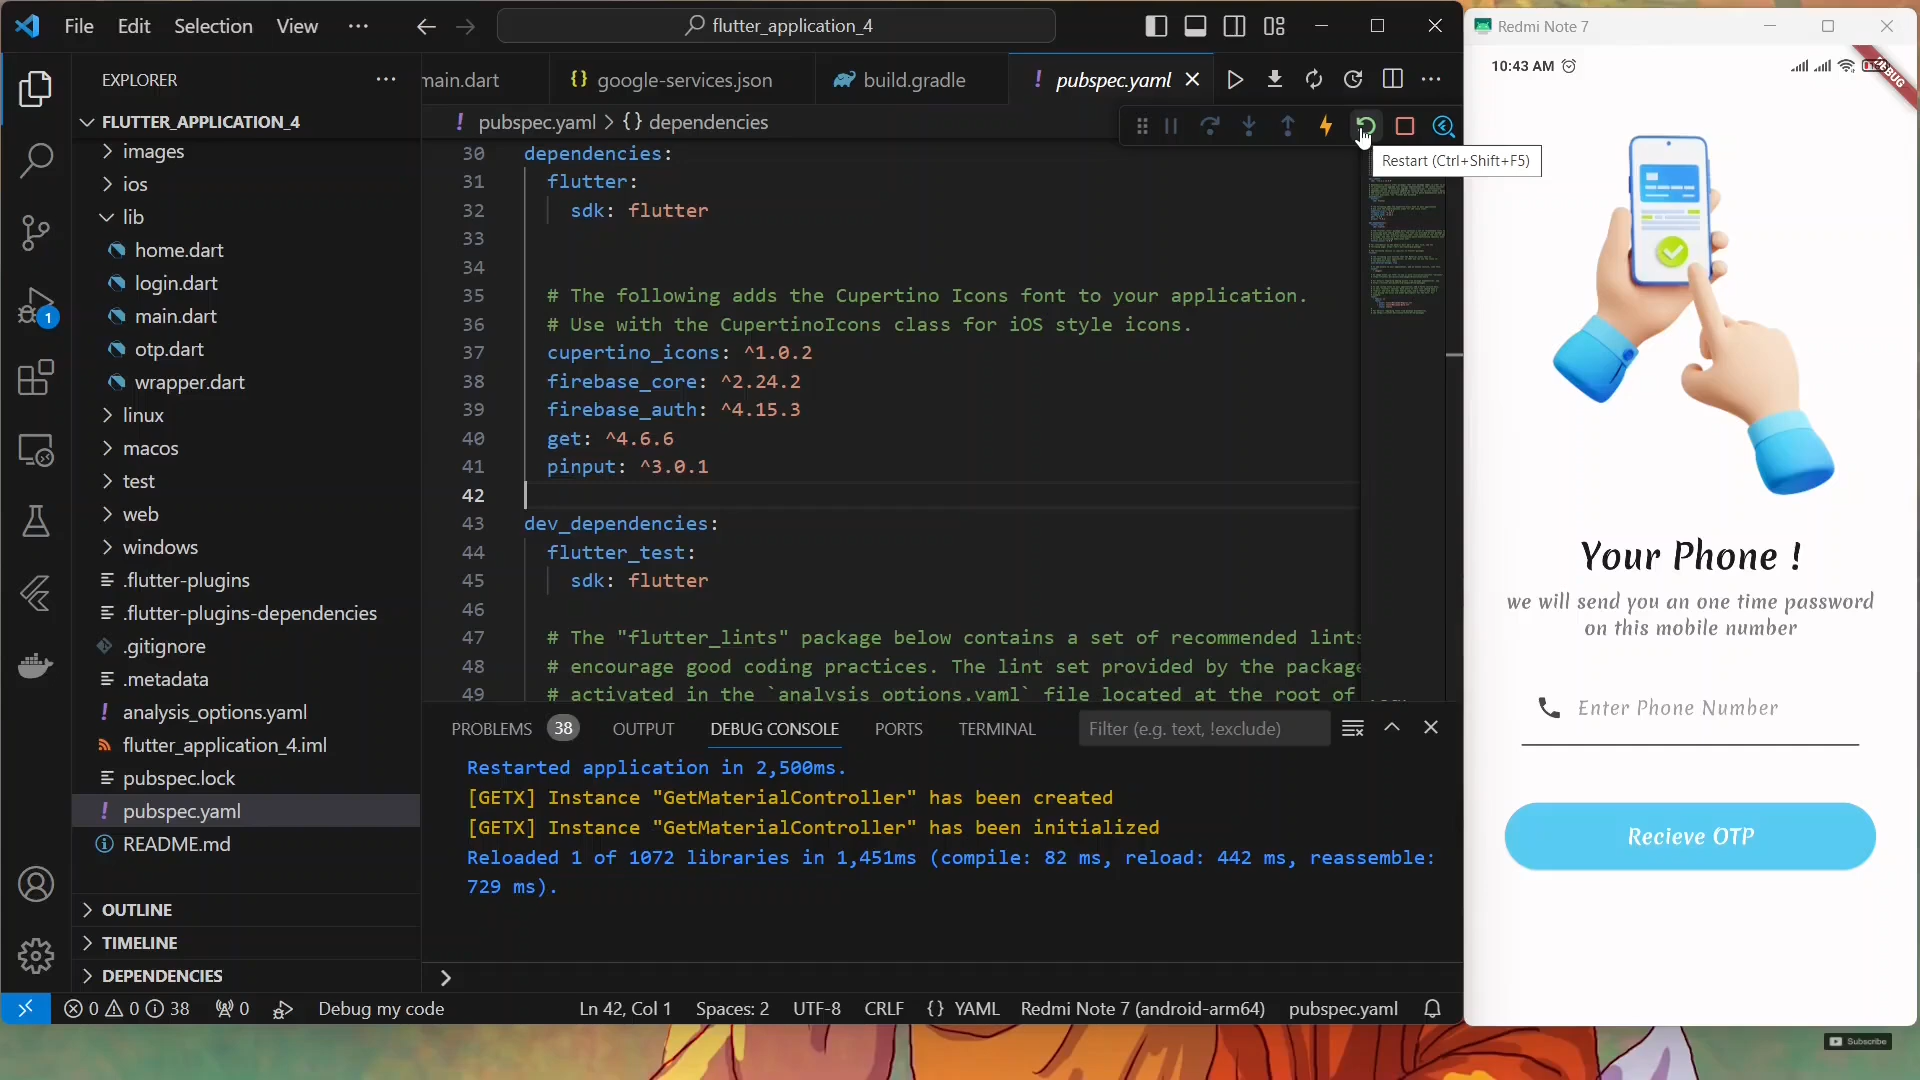 File Edit Selection View ···
flutter_application_4
Redmi Note 7
10:43 AM
DEBUG
EXPLORER ···
main.dart
google-services.json
build.gradle
! pubspec.yaml
! pubspec.yaml > {} dependencies
Restart (Ctrl+Shift+F5)
FLUTTER_APPLICATION_4
images
ios
lib
home.dart
login.dart
main.dart
otp.dart
wrapper.dart
linux
macos
test
web
windows
.flutter-plugins
.flutter-plugins-dependencies
.gitignore
.metadata
! analysis_options.yaml
flutter_application_4.iml
pubspec.lock
! pubspec.yaml
README.md
OUTLINE
TIMELINE
DEPENDENCIES
1
30 dependencies:
31 flutter:
32 sdk: flutter
33
34
35 # The following adds the Cupertino Icons font to your application.
36 # Use with the CupertinoIcons class for iOS style icons.
37 cupertino_icons: ^1.0.2
38 firebase_core: ^2.24.2
39 firebase_auth: ^4.15.3
40 get: ^4.6.6
41 pinput: ^3.0.1
42
43 dev_dependencies:
44 flutter_test:
45 sdk: flutter
46
47 # The "flutter_lints" package below contains a set of recommended lints
48 # encourage good coding practices. The lint set provided by the package
49 # activated in the `analysis_options.yaml` file located at the root of
PROBLEMS 38 OUTPUT DEBUG CONSOLE PORTS TERMINAL Filter (e.g. text, !exclude)
Restarted application in 2,500ms.
[GETX] Instance "GetMaterialController" has been created
[GETX] Instance "GetMaterialController" has been initialized
Reloaded 1 of 1072 libraries in 1,451ms (compile: 82 ms, reload: 442 ms, reassemble:
729 ms).
0 0 38 0 Debug my code Ln 42, Col 1 Spaces: 2 UTF-8 CRLF {} YAML Redmi Note 7 (android-arm64) pubspec.yaml
Your Phone !
we will send you an one time password
on this mobile number
Enter Phone Number
Recieve OTP
Subscribe